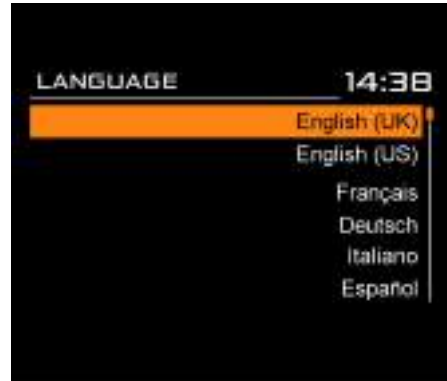 LANGUAGE 14:38
English (UK)
English (US)
Français
Deutsch
Italiano
Español